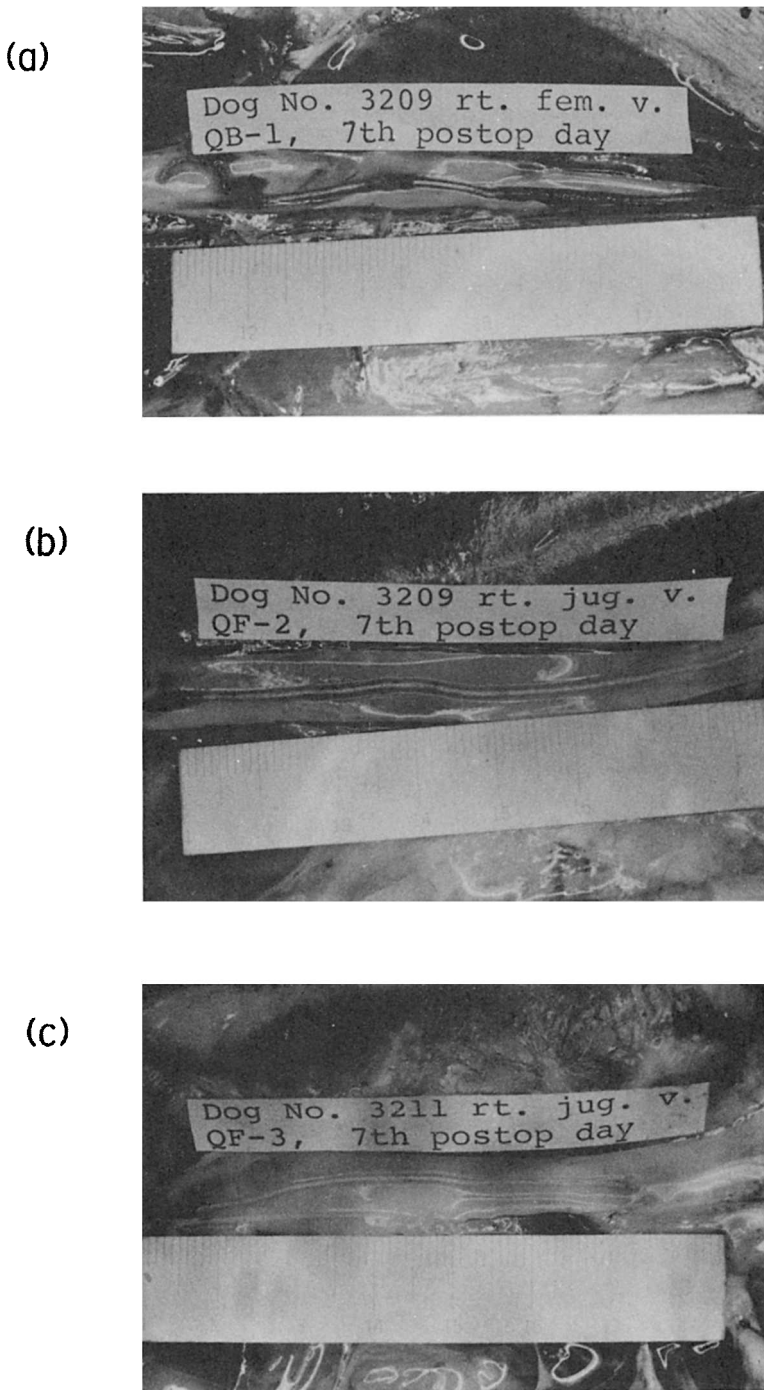 (a)
Dog No. 3209 rt. fem. v.
QB-1, 7th postop day
(b)
Dog No. 3209 rt. jug. v.
QF-2, 7th postop day
(c)
Dog No. 3211 rt. jug. v.
QF-3, 7th postop day